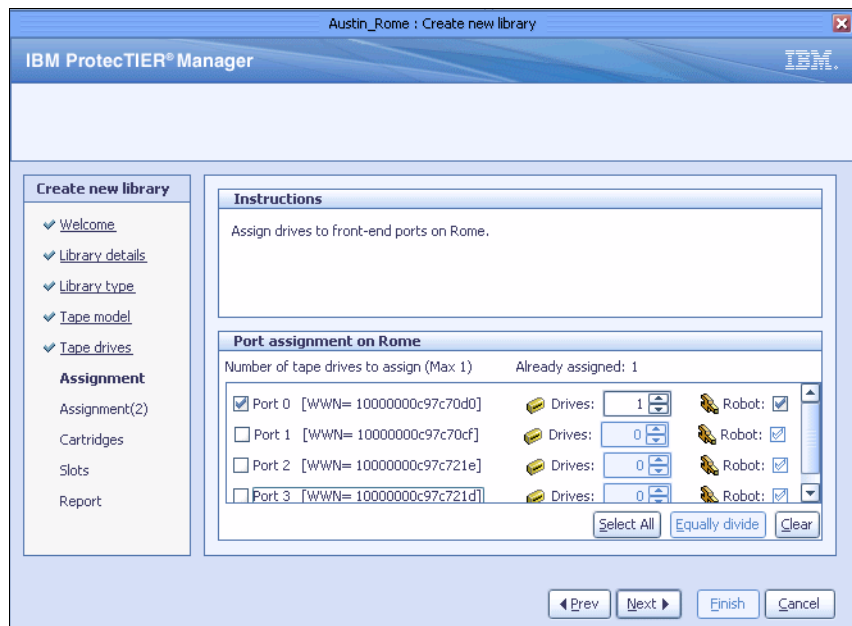 Austin_Rome : Create new library
IBM ProtecTIER® Manager
IBM.
Create new library
Welcome
Library details
Library type
Tape model
Tape drives
Assignment
Assignment(2)
Cartridges
Slots
Report
Instructions
Assign drives to front-end ports on Rome.
Port assignment on Rome
Number of tape drives to assign (Max 1) Already assigned: 1
Port 0 [WWN= 10000000c97c70d0] Drives: 1 Robot:
Port 1 [WWN= 10000000c97c70cf] Drives: 0 Robot:
Port 2 [WWN= 10000000c97c721e] Drives: 0 Robot:
Port 3 [WWN= 10000000c97c721d] Drives: 0 Robot:
Select All Equally divide Clear
Prev Next Finish Cancel